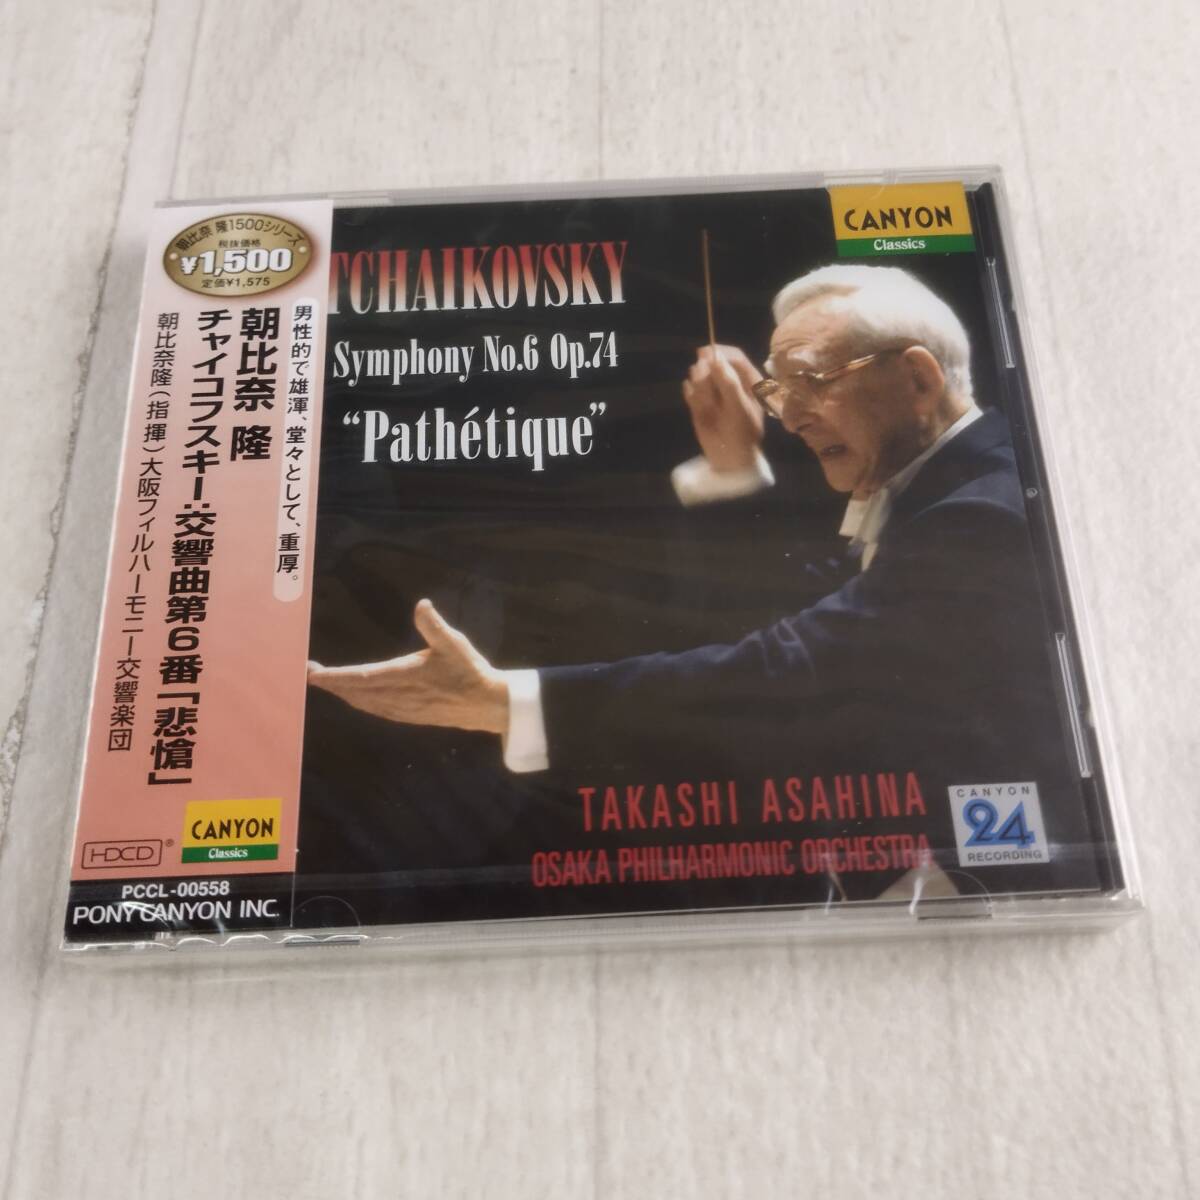 朝比奈 隆1500シリーズ
税抜価格
¥1,500
定価¥1,575
男性的で雄渾、堂々として、重厚。
朝比奈 隆
チャイコフスキー:交響曲第6番「悲愴」
朝比奈隆(指揮)大阪フィルハーモニー交響楽団
HDCD®
CANYON
Classics
PCCL-00558
PONY CANYON INC.
TCHAIKOVSKY
Symphony No.6 Op.74
“Pathétique”
CANYON
Classics
TAKASHI ASAHINA
OSAKA PHILHARMONIC ORCHESTRA
CANYON
24
RECORDING